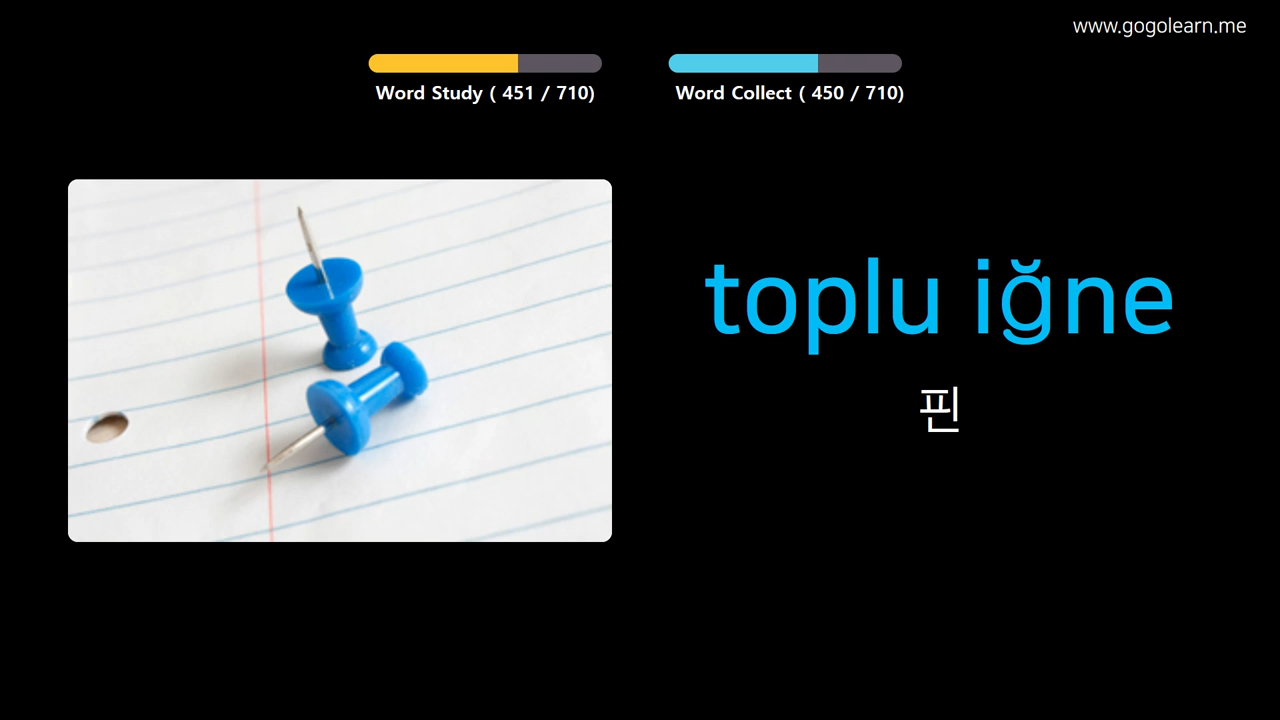 www.gogolearn.me
Word Study ( 451 / 710)
Word Collect ( 450 / 710)
toplu iğne
핀